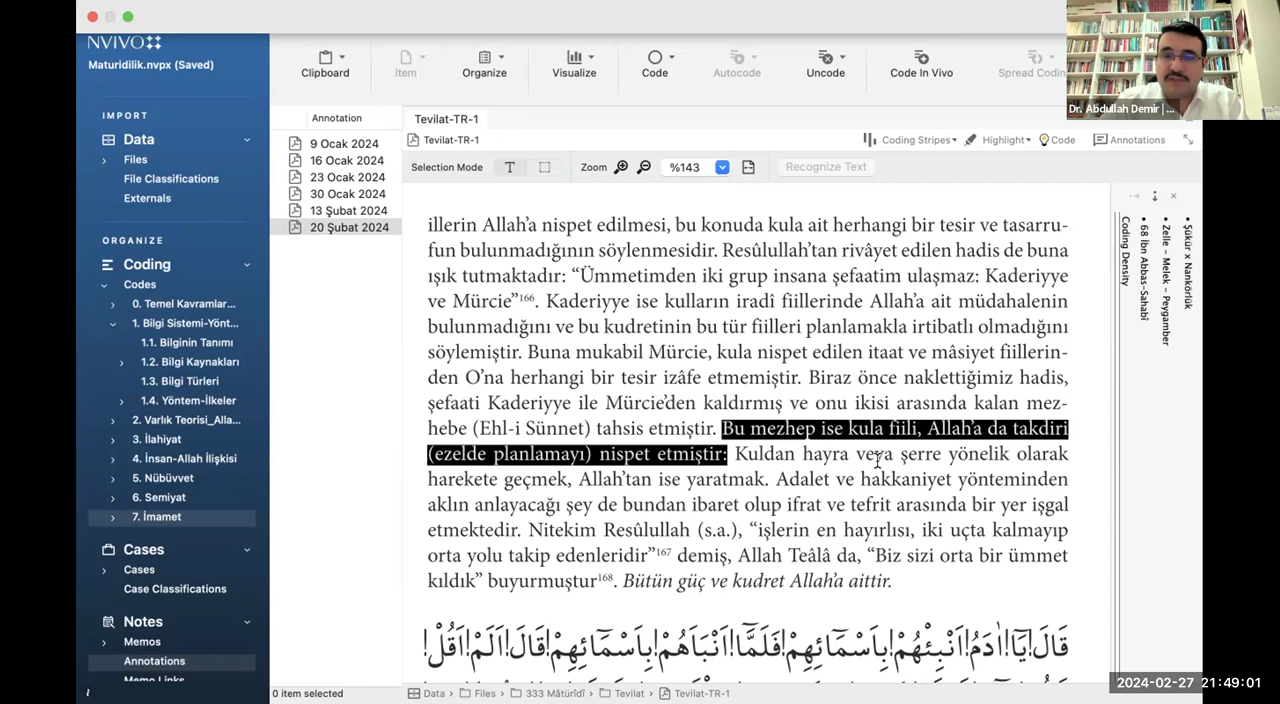 NVIVO
Maturidilik.nvpx (Saved)
IMPORT
Data
Files
File Classifications
Externals
ORGANIZE
Coding
Codes
0. Temel Kavramlar...
1. Bilgi Sistemi-Yönt...
1.1. Bilginin Tanımı
1.2. Bilgi Kaynakları
1.3. Bilgi Türleri
1.4. Yöntem-İlkeler
2. Varlık Teorisi_Alla...
3. İlahiyat
4. İnsan-Allah İlişkisi
5. Nübüvvet
6. Semiyat
7. İmamet
Cases
Cases
Case Classifications
Notes
Memos
Annotations
Memo Links
Clipboard
Item
Organize
Visualize
Code
Autocode
Uncode
Code In Vivo
Spread Codin
Dr. Abdullah Demir | ...
Annotation
9 Ocak 2024
16 Ocak 2024
23 Ocak 2024
30 Ocak 2024
13 Şubat 2024
20 Şubat 2024
0 item selected
Tevilat-TR-1
Tevilat-TR-1
Coding Stripes
Highlight
Code
Annotations
Selection Mode
T
Zoom
%143
Recognize Text
illerin Allah’a nispet edilmesi, bu konuda kula ait herhangi bir tesir ve tasarru-
fun bulunmadığının söylenmesidir. Resûlullah’tan rivâyet edilen hadis de buna
ışık tutmaktadır: “Ümmetimden iki grup insana şefaatim ulaşmaz: Kaderiyye
ve Mürcie”166. Kaderiyye ise kulların iradî fiillerinde Allah’a ait müdahalenin
bulunmadığını ve bu kudretinin bu tür fiilleri planlamakla irtibatlı olmadığını
söylemiştir. Buna mukabil Mürcie, kula nispet edilen itaat ve mâsiyet fiillerin-
den O’na herhangi bir tesir izâfe etmemiştir. Biraz önce naklettiğimiz hadis,
şefaati Kaderiyye ile Mürcie’den kaldırmış ve onu ikisi arasında kalan mez-
hebe (Ehl-i Sünnet) tahsis etmiştir. Bu mezhep ise kula fiili, Allah’a da takdiri
(ezelde planlamayı) nispet etmiştir: Kuldan hayra veya şerre yönelik olarak
harekete geçmek, Allah’tan ise yaratmak. Adalet ve hakkaniyet yönteminden
aklın anlayacağı şey de bundan ibaret olup ifrat ve tefrit arasında bir yer işgal
etmektedir. Nitekim Resûlullah (s.a.), “işlerin en hayırlısı, iki uçta kalmayıp
orta yolu takip edenleridir”167 demiş, Allah Teâlâ da, “Biz sizi orta bir ümmet
kıldık” buyurmuştur168. Bütün güç ve kudret Allah’a aittir.
قَالَ يَٓا اٰدَمُ اَنْبِئْهُمْ بِاَسْمَٓائِهِمْ فَلَمَّٓا اَنْبَاَهُمْ بِاَسْمَٓائِهِمْ قَالَ اَلَمْ اَقُلْ
Şükür x Nankörlük
Zelle - Melek - Peygamber
68 İbn Abbas-Sahabî
Coding Density
Data > Files > 333 Mâtürîdî > Tevilat > Tevilat-TR-1
2024-02-27 21:49:01